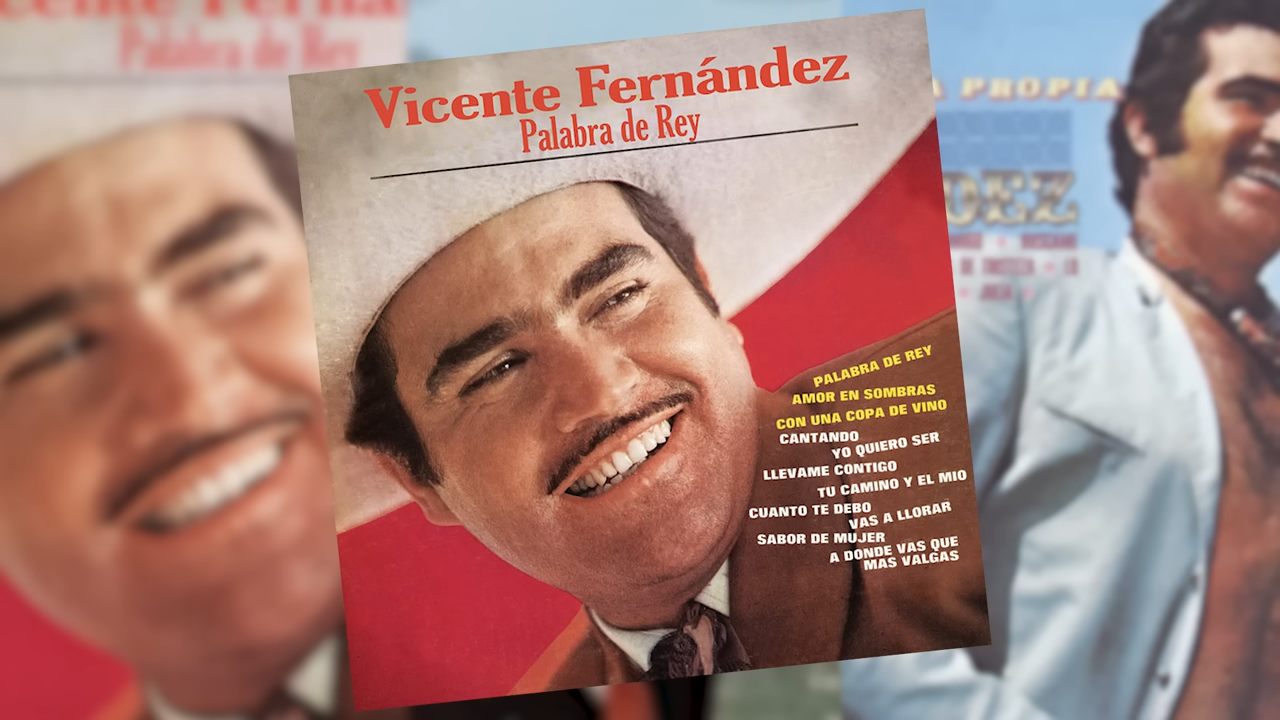 Vicente Fernández
Palabra de Rey
PALABRA DE REY
AMOR EN SOMBRAS
CON UNA COPA DE VINO
CANTANDO
YO QUIERO SER
LLEVAME CONTIGO
TU CAMINO Y EL MIO
CUANTO TE DEBO
VAS A LLORAR
SABOR DE MUJER
A DONDE VAS QUE
MAS VALGAS
Palabra de Rey
PROPIA
DEZ